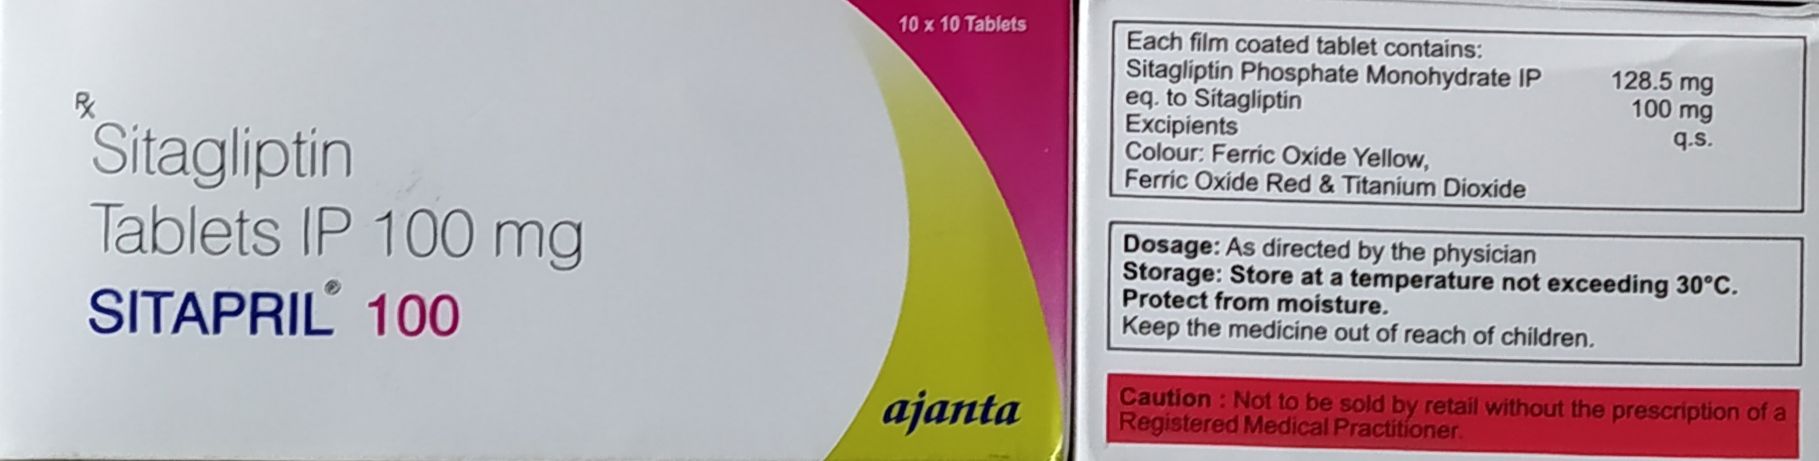 10 x 10 Tablets
Rx
Sitagliptin
Tablets IP 100 mg
SITAPRIL® 100
ajanta
Each film coated tablet contains:
Sitagliptin Phosphate Monohydrate IP 128.5 mg
eq. to Sitagliptin 100 mg
Excipients q.s.
Colour: Ferric Oxide Yellow,
Ferric Oxide Red & Titanium Dioxide
Dosage: As directed by the physician
Storage: Store at a temperature not exceeding 30°C.
Protect from moisture.
Keep the medicine out of reach of children.
Caution : Not to be sold by retail without the prescription of a
Registered Medical Practitioner.